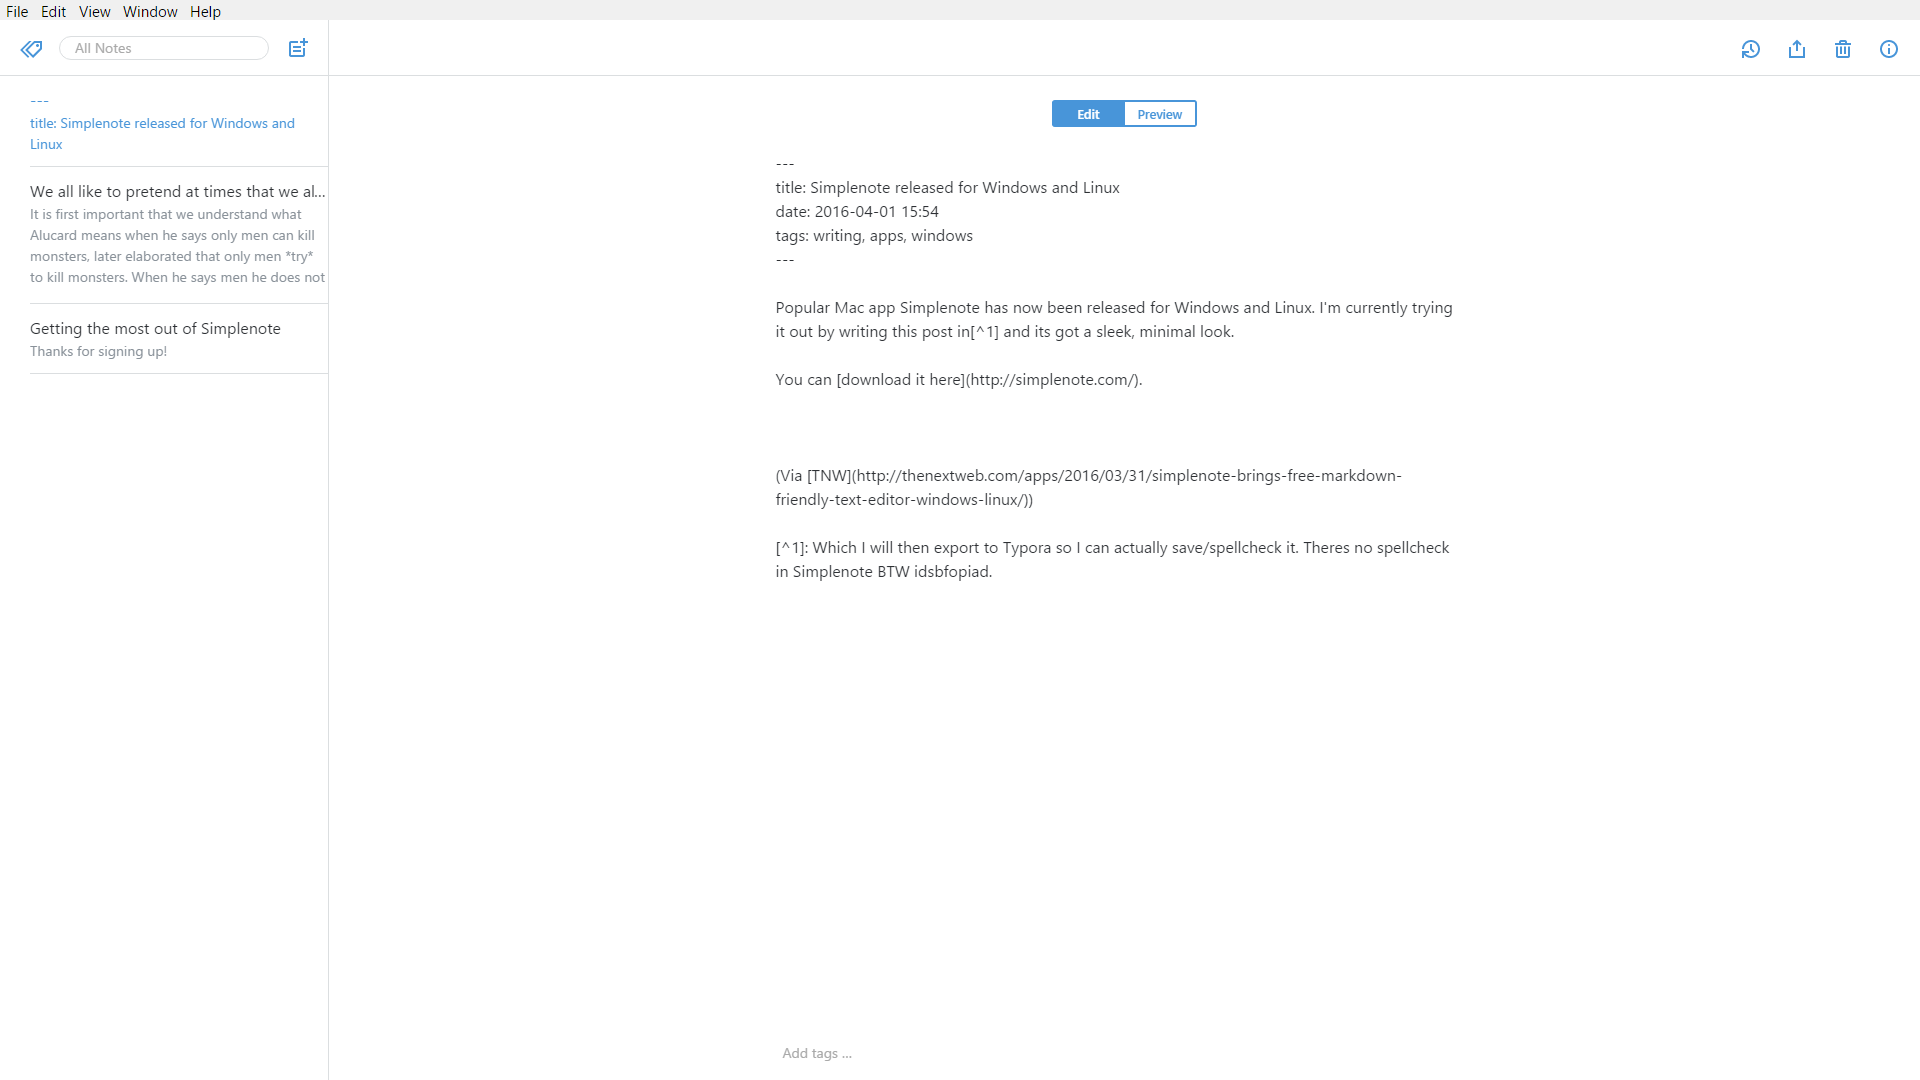 File Edit View Window Help
All Notes
---
title: Simplenote released for Windows and
Linux
We all like to pretend at times that we al...
It is first important that we understand what
Alucard means when he says only men can kill
monsters, later elaborated that only men *try*
to kill monsters. When he says men he does not
Getting the most out of Simplenote
Thanks for signing up!
Edit Preview
---
title: Simplenote released for Windows and Linux
date: 2016-04-01 15:54
tags: writing, apps, windows
---
Popular Mac app Simplenote has now been released for Windows and Linux. I'm currently trying
it out by writing this post in[^1] and its got a sleek, minimal look.
You can [download it here](http://simplenote.com/).
(Via [TNW](http://thenextweb.com/apps/2016/03/31/simplenote-brings-free-markdown-
friendly-text-editor-windows-linux/))
[^1]: Which I will then export to Typora so I can actually save/spellcheck it. Theres no spellcheck
in Simplenote BTW idsbfopiad.
Add tags ...